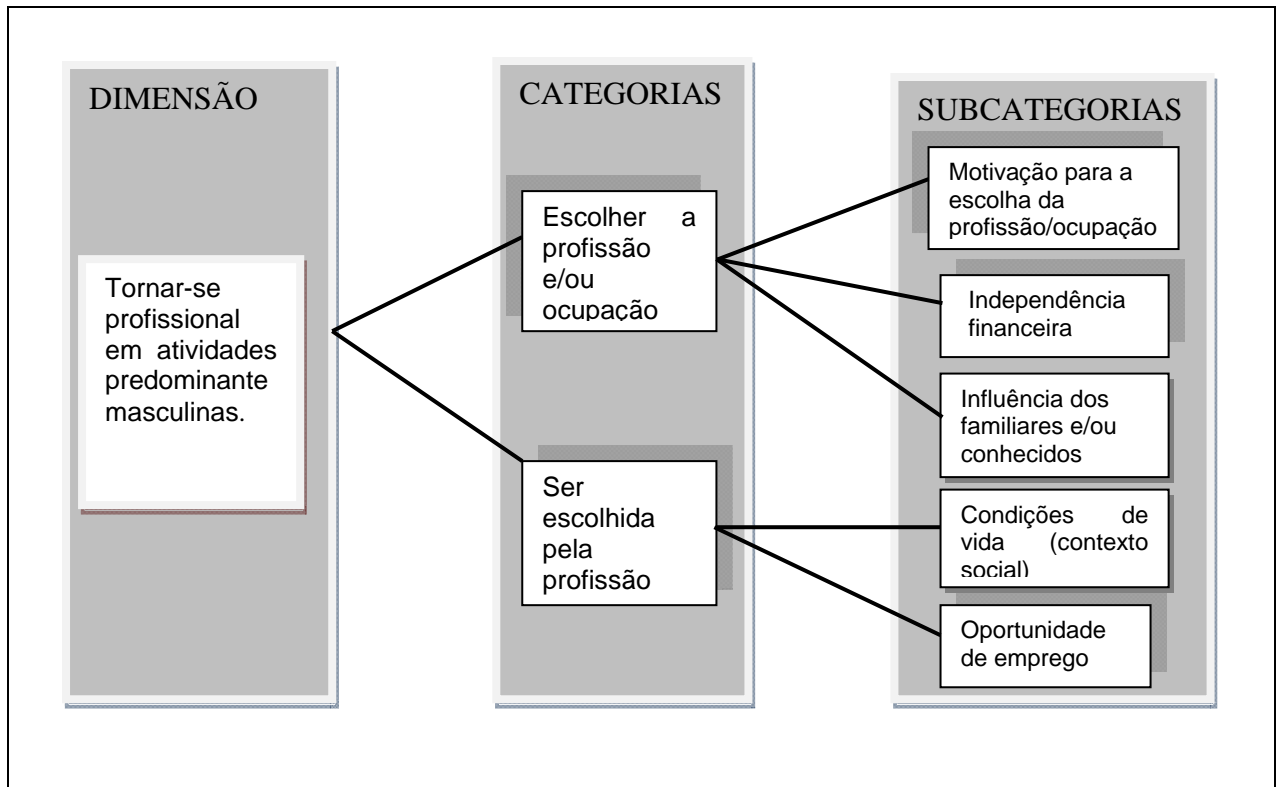 DIMENSÃO
Tornar-se
profissional
em atividades
predominante
masculinas.
CATEGORIAS
Escolher a
profissão
e/ou
ocupação
Ser
escolhida
pela
profissão
SUBCATEGORIAS
Motivação para a
escolha da
profissão/ocupação
Independência
financeira
Influência dos
familiares e/ou
conhecidos
Condições de
vida (contexto
social)
Oportunidade
de emprego